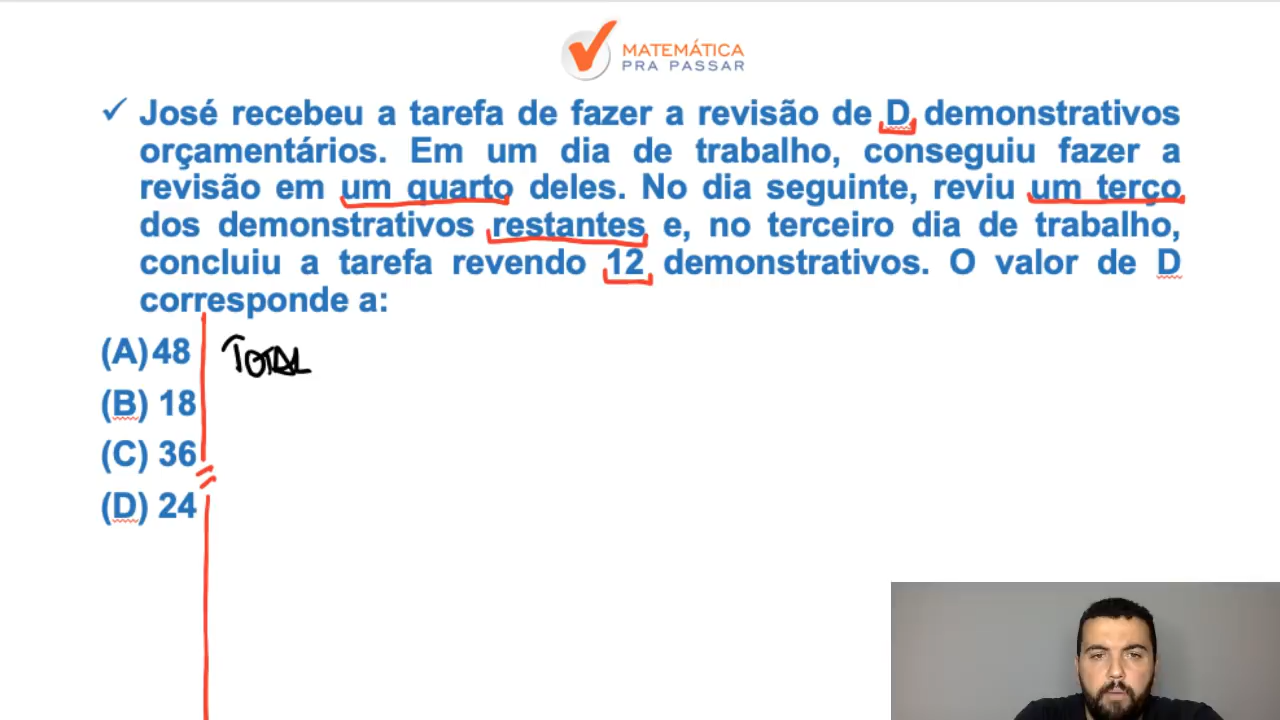 MATEMÁTICA
PRA PASSAR
✓ José recebeu a tarefa de fazer a revisão de D demonstrativos
orçamentários. Em um dia de trabalho, conseguiu fazer a
revisão em um quarto deles. No dia seguinte, reviu um terço
dos demonstrativos restantes e, no terceiro dia de trabalho,
concluiu a tarefa revendo 12 demonstrativos. O valor de D
corresponde a:
(A) 48
TOTAL
(B) 18
(C) 36
(D) 24